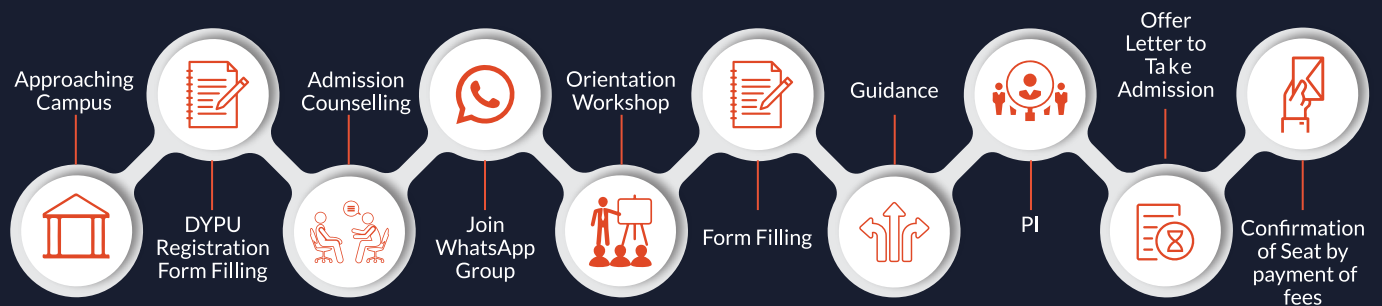 Approaching
Campus
DYPU
Registration
Form Filling
Admission
Counselling
Join
WhatsApp
Group
Orientation
Workshop
Form Filling
Guidance
PI
Offer
Letter to
Take
Admission
Confirmation
of Seat by
payment of
fees